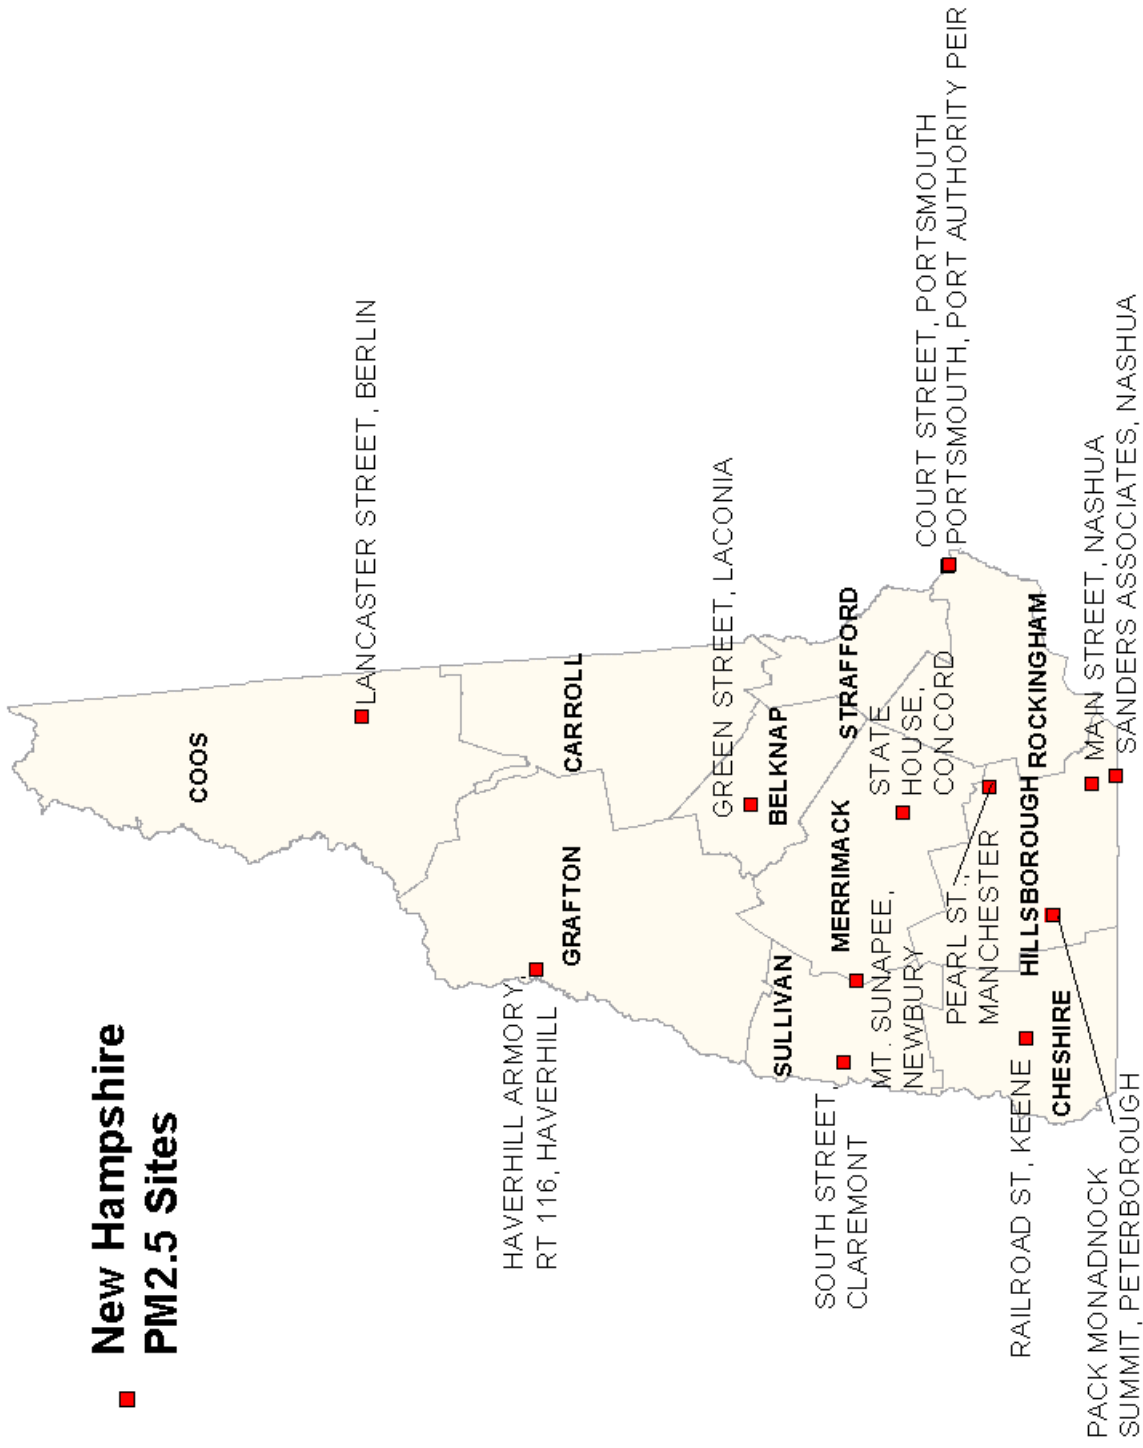 New Hampshire
PM2.5 Sites
COOS
LANCASTER STREET, BERLIN
HAVERHILL ARMORY,
RT 116, HAVERHILL
GRAFTON
CARROLL
GREEN STREET, LACONIA
BELKNAP
SULLIVAN
SOUTH STREET,
CLAREMONT
MERRIMACK
STRAFFORD
MT. SUNAPEE,
NEWBURY
STATE
HOUSE,
CONCORD
COURT STREET, PORTSMOUTH
PORTSMOUTH, PORT AUTHORITY PEIR
PEARL ST.,
MANCHESTER
RAILROAD ST, KEENE
CHESHIRE
HILLSBOROUGH
ROCKINGHAM
PACK MONADNOCK
SUMMIT, PETERBOROUGH
MAIN STREET, NASHUA
SANDERS ASSOCIATES, NASHUA